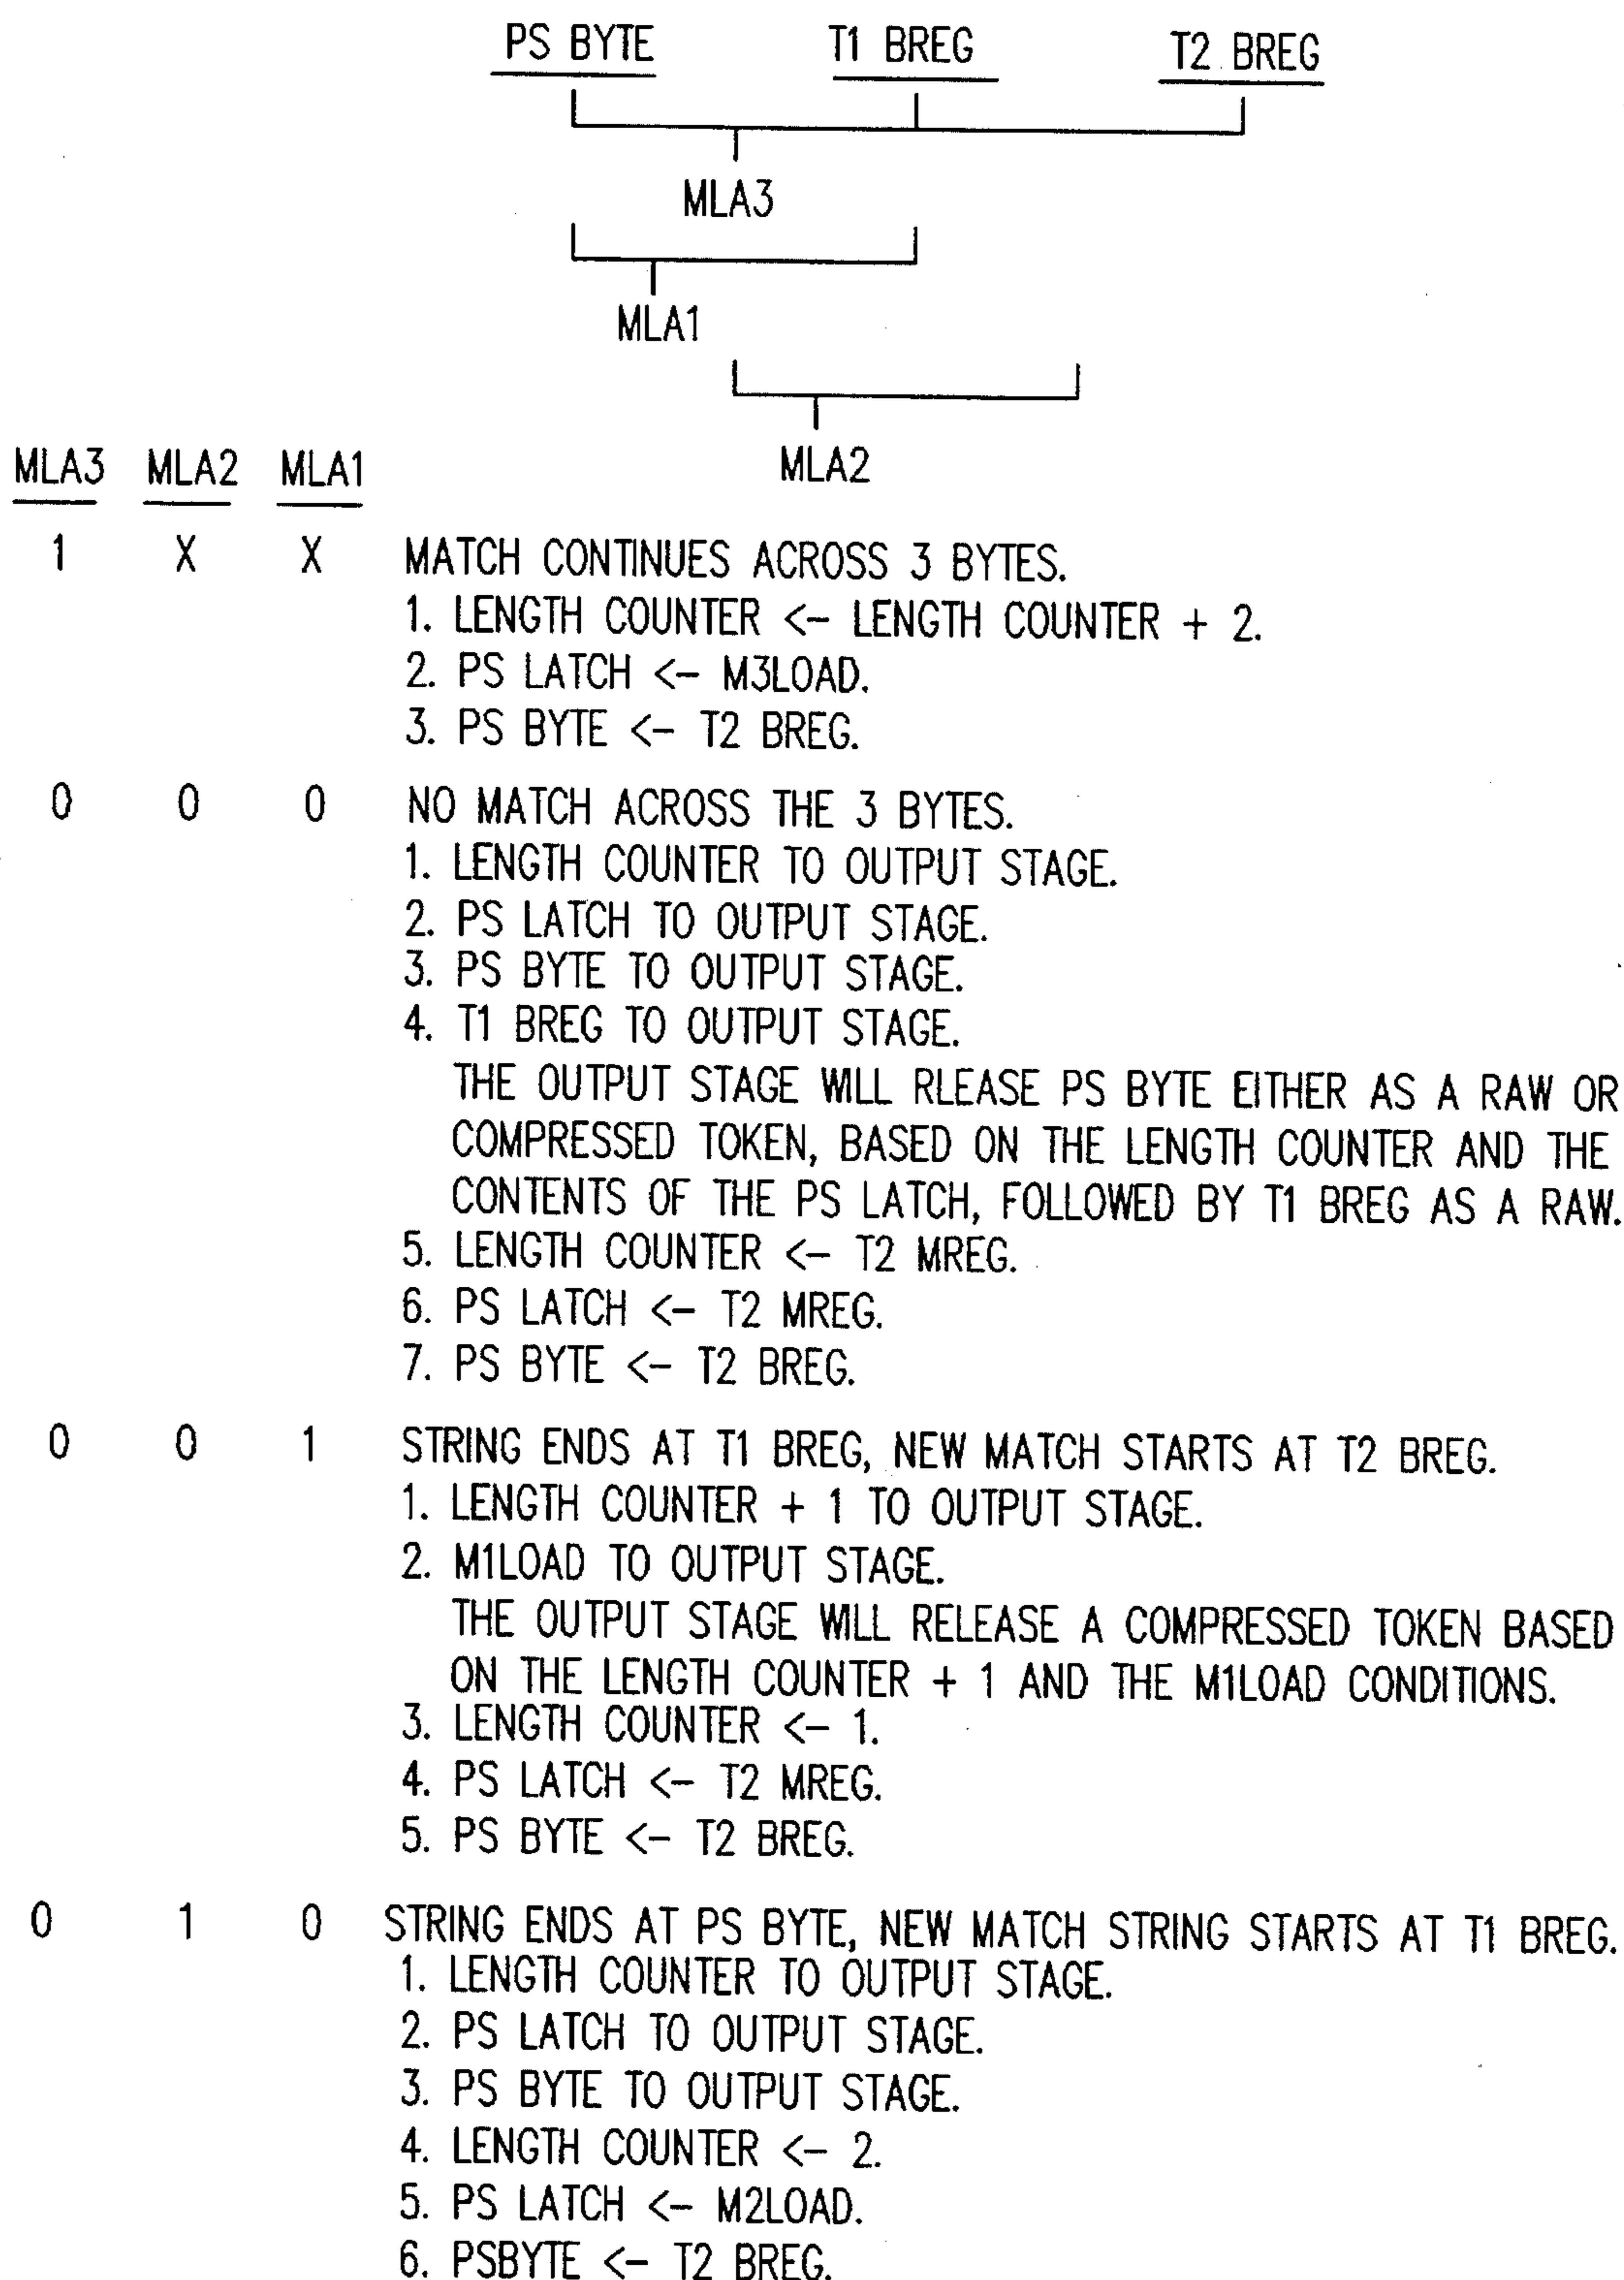 PS BYTE T1 BREG T2 BREG
MLA3
MLA1
MLA2
MLA3 MLA2 MLA1
1 X X MATCH CONTINUES ACROSS 3 BYTES.
1. LENGTH COUNTER <- LENGTH COUNTER + 2.
2. PS LATCH <- M3LOAD.
3. PS BYTE <- T2 BREG.
0 0 0 NO MATCH ACROSS THE 3 BYTES.
1. LENGTH COUNTER TO OUTPUT STAGE.
2. PS LATCH TO OUTPUT STAGE.
3. PS BYTE TO OUTPUT STAGE.
4. T1 BREG TO OUTPUT STAGE.
THE OUTPUT STAGE WILL RLEASE PS BYTE EITHER AS A RAW OR
COMPRESSED TOKEN, BASED ON THE LENGTH COUNTER AND THE
CONTENTS OF THE PS LATCH, FOLLOWED BY T1 BREG AS A RAW.
5. LENGTH COUNTER <- T2 MREG.
6. PS LATCH <- T2 MREG.
7. PS BYTE <- T2 BREG.
0 0 1 STRING ENDS AT T1 BREG, NEW MATCH STARTS AT T2 BREG.
1. LENGTH COUNTER + 1 TO OUTPUT STAGE.
2. M1LOAD TO OUTPUT STAGE.
THE OUTPUT STAGE WILL RELEASE A COMPRESSED TOKEN BASED
ON THE LENGTH COUNTER + 1 AND THE M1LOAD CONDITIONS.
3. LENGTH COUNTER <- 1.
4. PS LATCH <- T2 MREG.
5. PS BYTE <- T2 BREG.
0 1 0 STRING ENDS AT PS BYTE, NEW MATCH STRING STARTS AT T1 BREG.
1. LENGTH COUNTER TO OUTPUT STAGE.
2. PS LATCH TO OUTPUT STAGE.
3. PS BYTE TO OUTPUT STAGE.
4. LENGTH COUNTER <- 2.
5. PS LATCH <- M2LOAD.
6. PSBYTE <- T2 BREG.